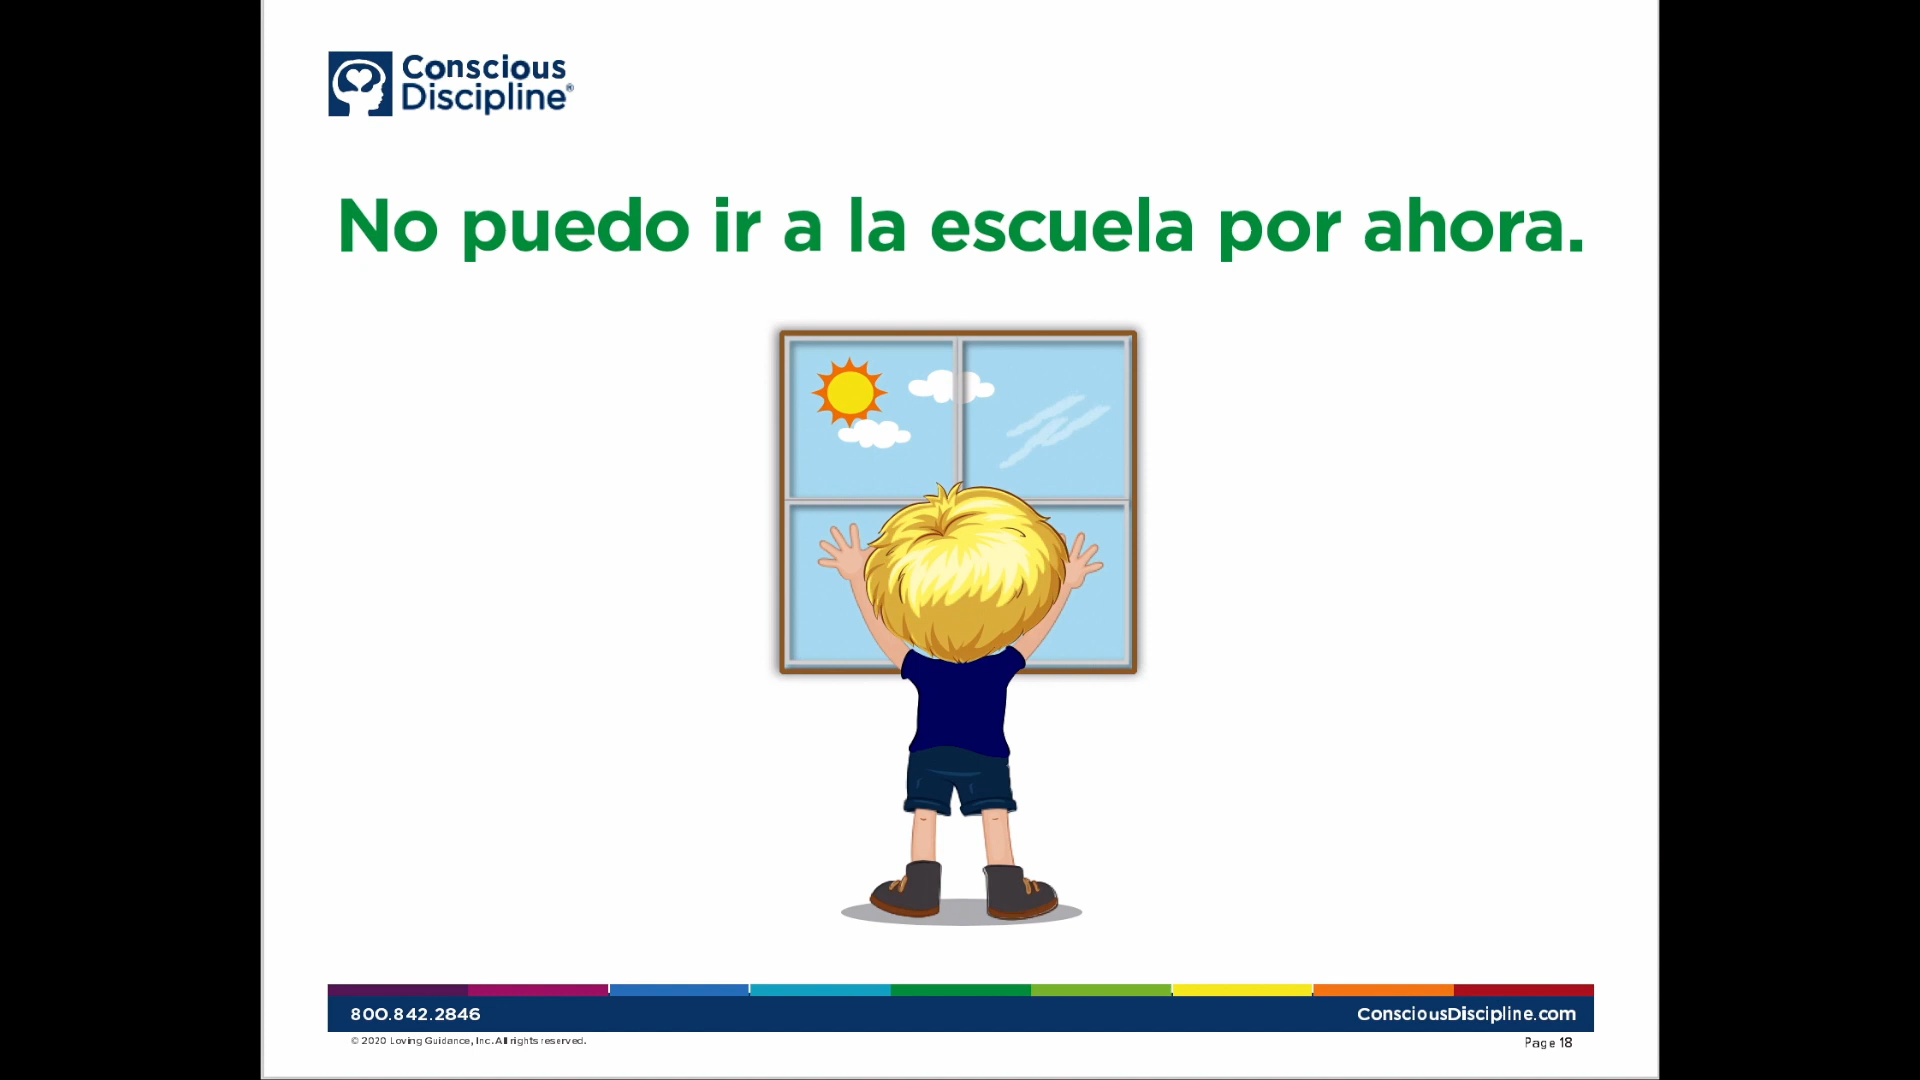 Conscious
Discipline®
No puedo ir a la escuela por ahora.
800.842.2846
ConsciousDiscipline.com
© 2020 Loving Guidance, Inc. All rights reserved.
Page 18